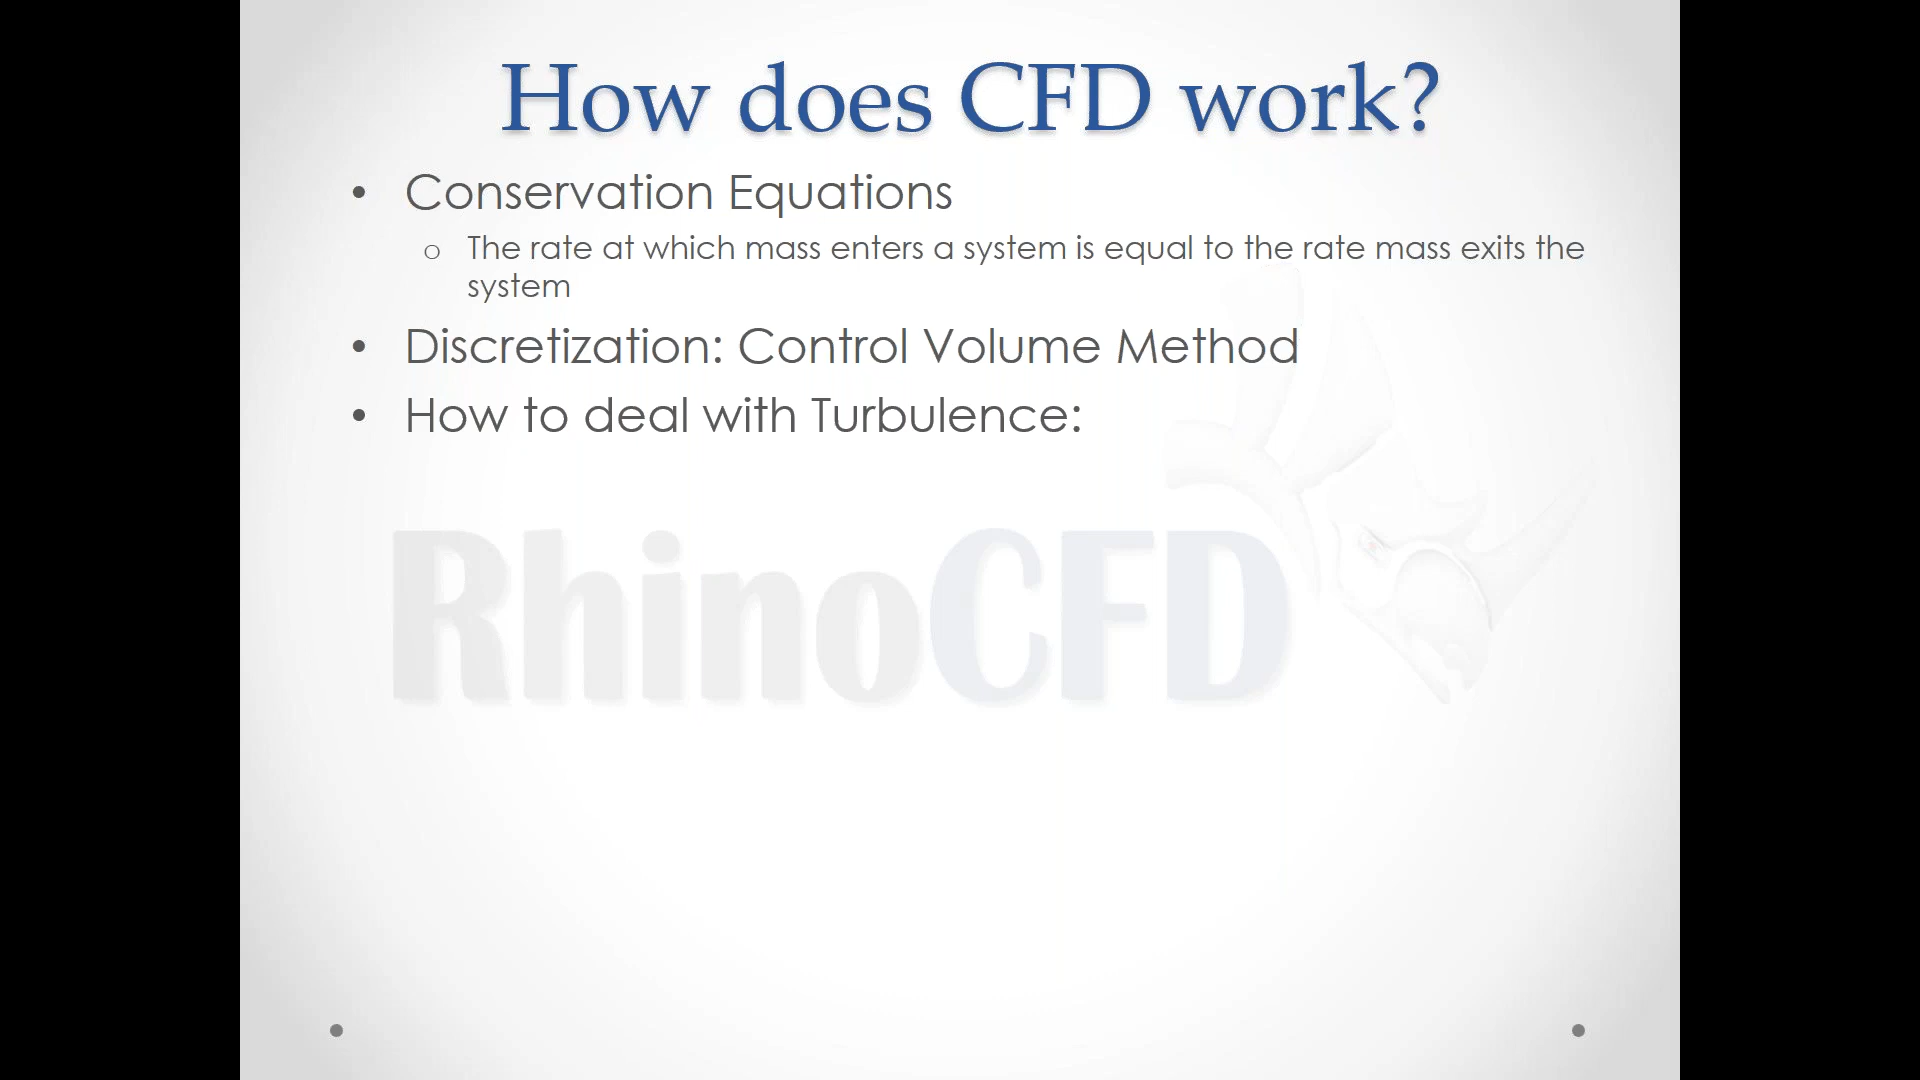 How does CFD work?
• Conservation Equations
o The rate at which mass enters a system is equal to the rate mass exits the
system
• Discretization: Control Volume Method
• How to deal with Turbulence:
RhinoCFD